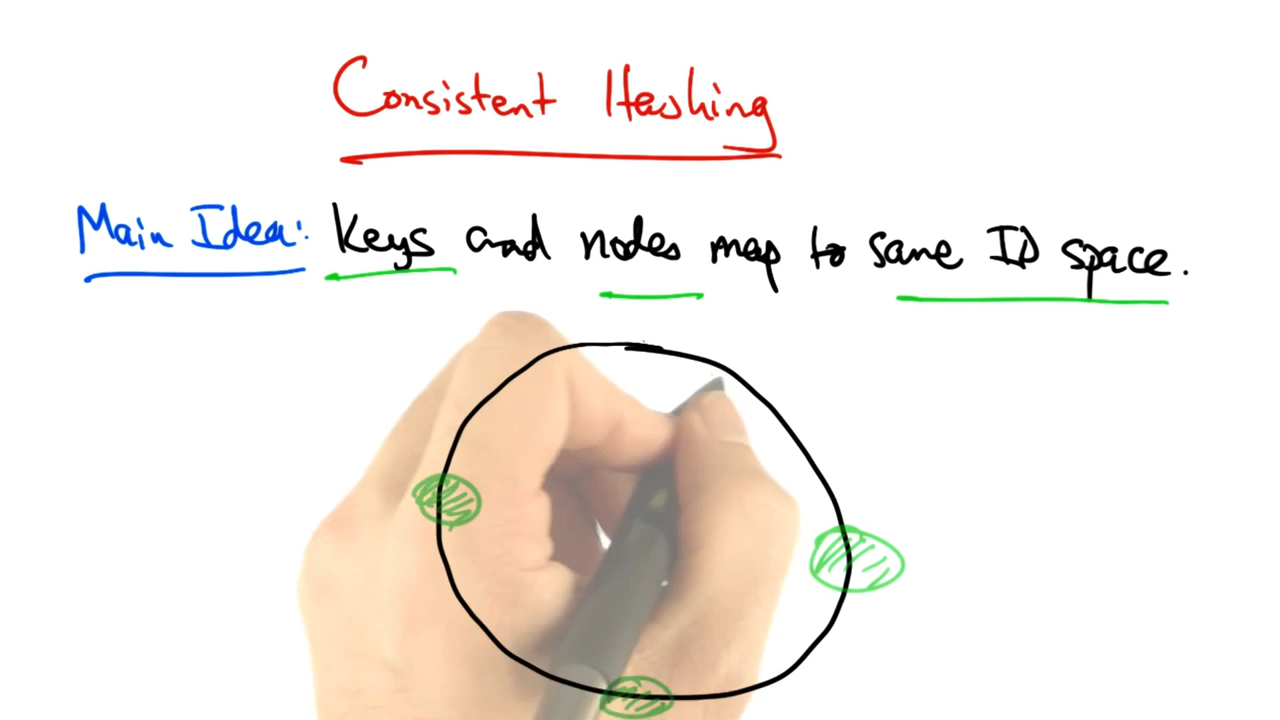 Consistent Hashing
Main Idea: Keys and nodes map to same ID space.